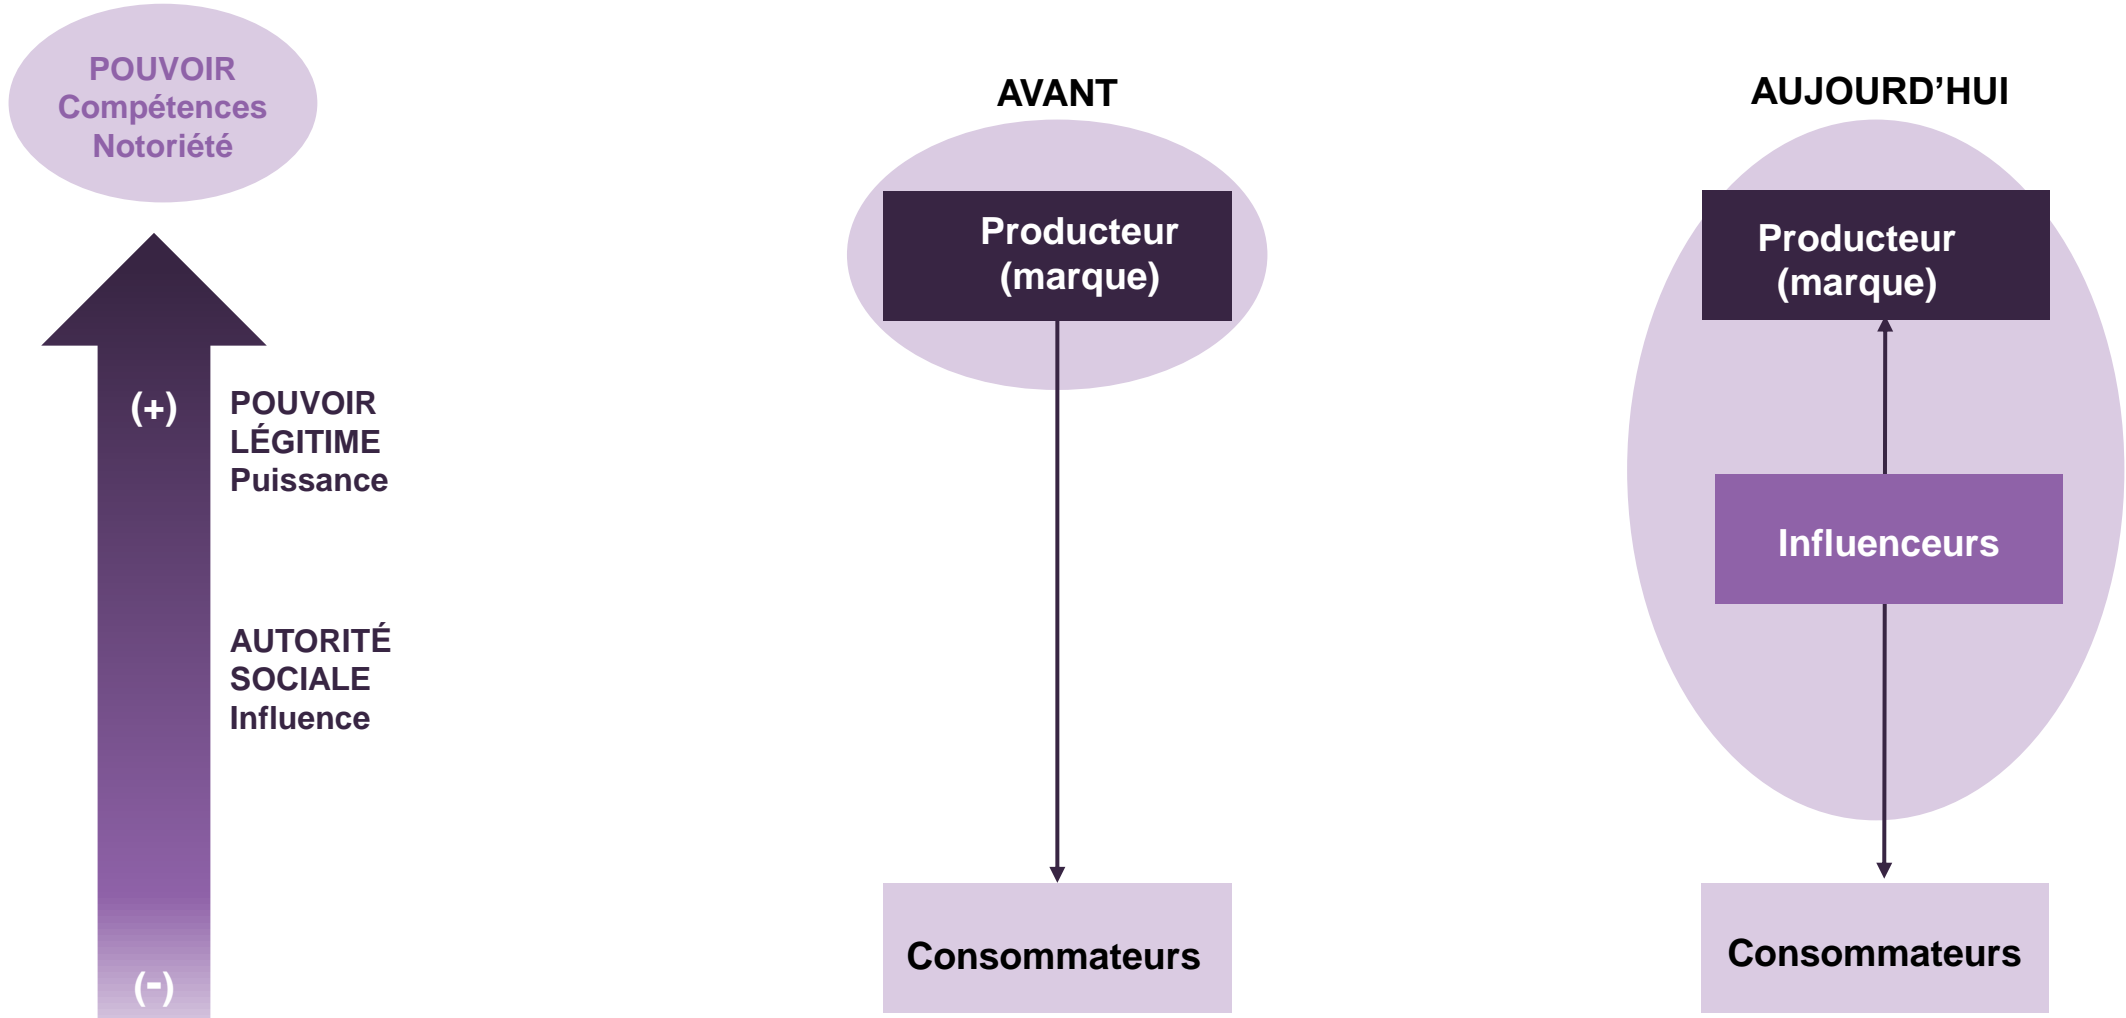 POUVOIR
Compétences
Notoriété
(+)
POUVOIR
LÉGITIME
Puissance
AUTORITÉ
SOCIALE
Influence
(-)
AVANT
Producteur
(marque)
Consommateurs
AUJOURD’HUI
Producteur
(marque)
Influenceurs
Consommateurs